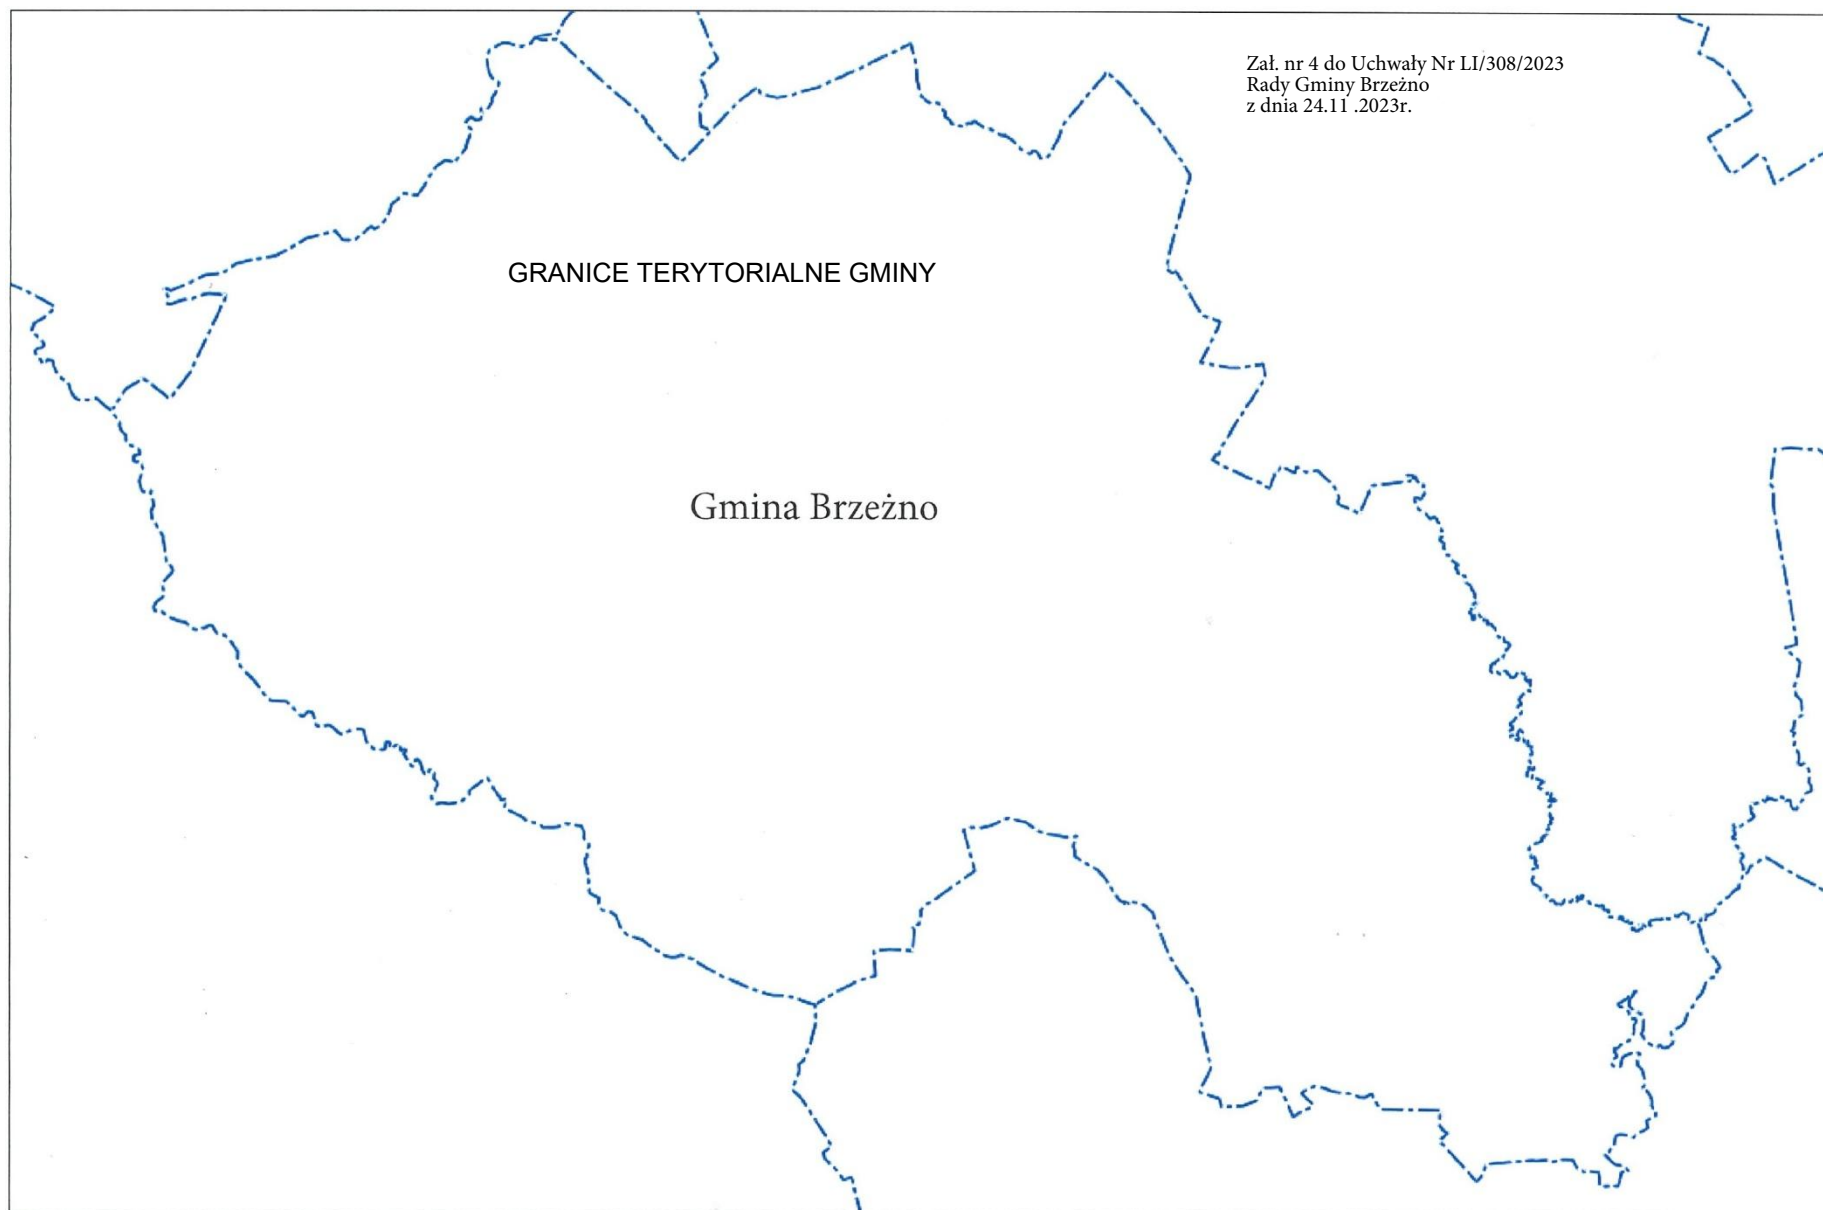 Zał. nr 4 do Uchwały Nr LI/308/2023
Rady Gminy Brzeżno
z dnia 24.11 .2023r.
GRANICE TERYTORIALNE GMINY
Gmina Brzeżno